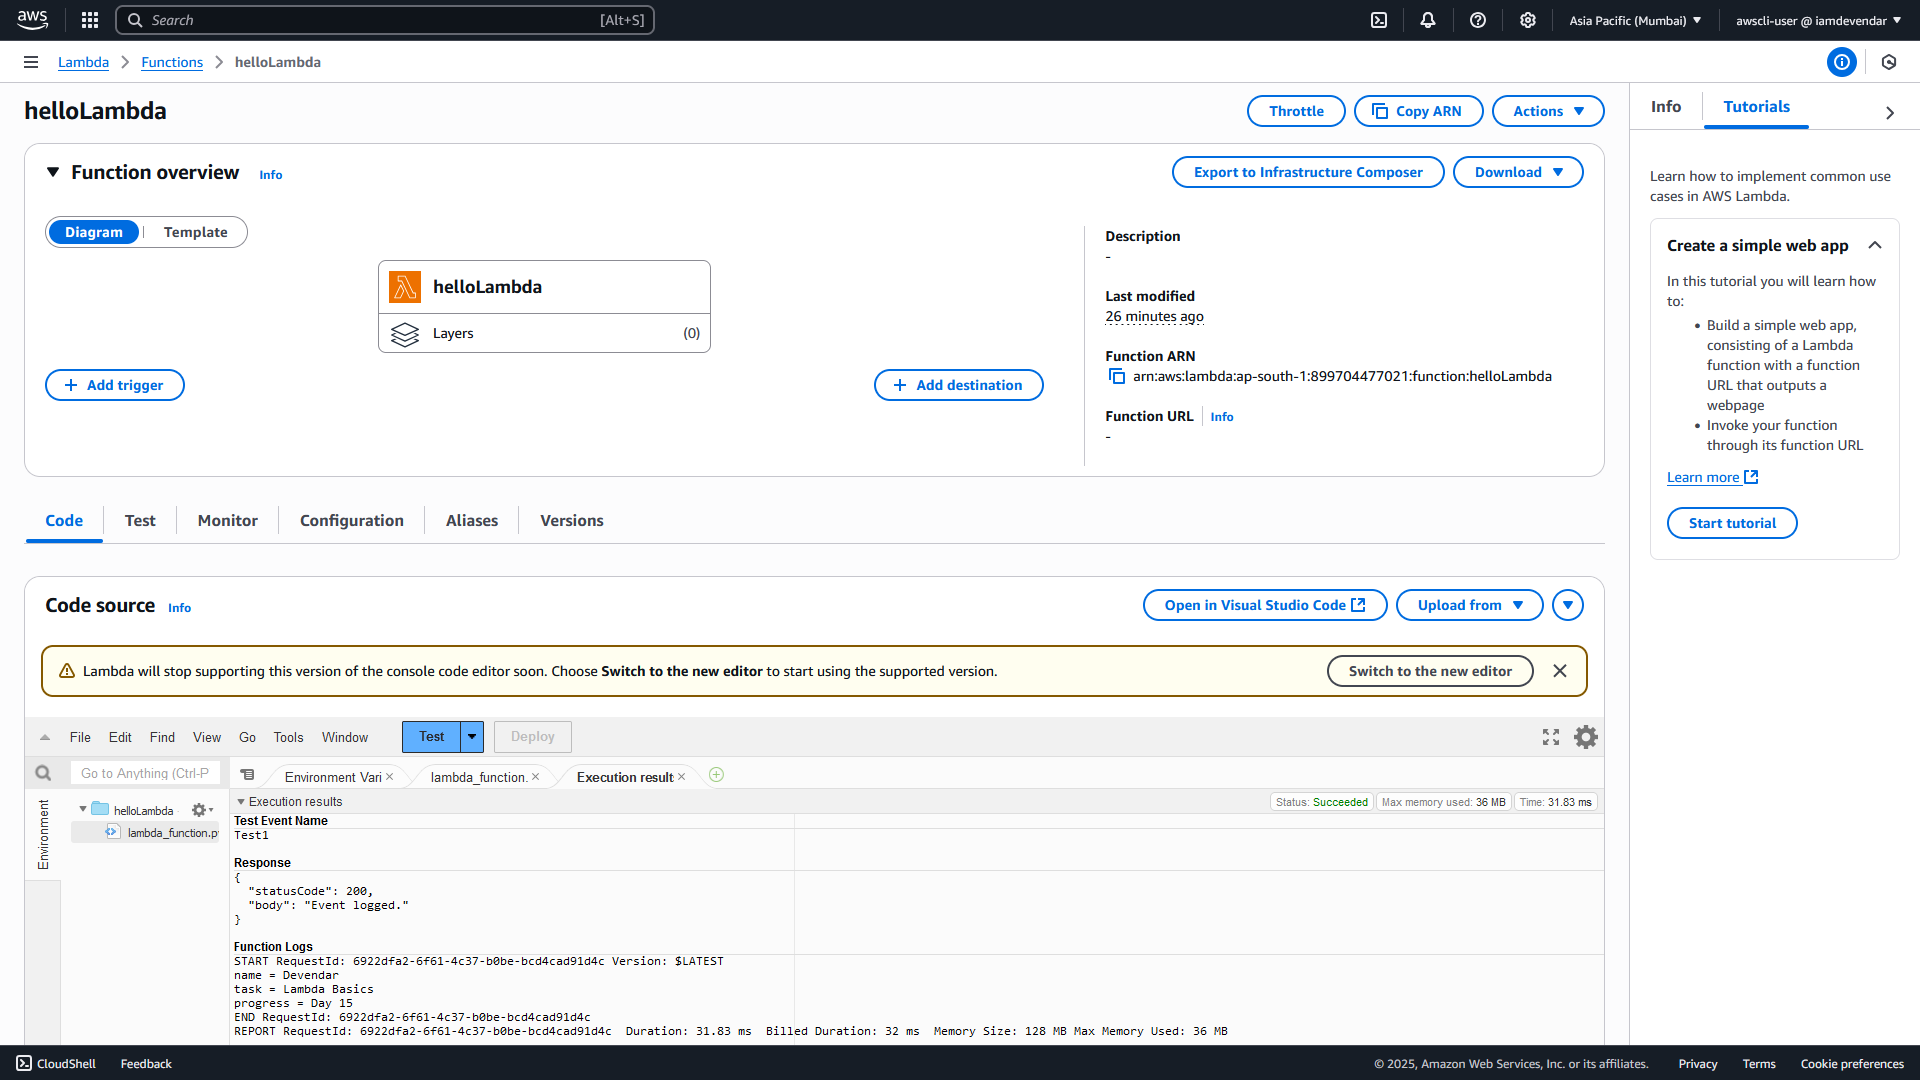 aws
Search [Alt+S]
Asia Pacific (Mumbai)
awscli-user @ iamdevendar
Lambda
Functions
helloLambda
helloLambda
Throttle
Copy ARN
Actions
Info
Tutorials
Function overview
Info
Export to Infrastructure Composer
Download
Diagram
Template
helloLambda
Layers
(0)
Add trigger
Add destination
Description
-
Last modified
26 minutes ago
Function ARN
arn:aws:lambda:ap-south-1:899704477021:function:helloLambda
Function URL
Info
-
Learn how to implement common use
cases in AWS Lambda.
Create a simple web app
In this tutorial you will learn how
to:
• Build a simple web app,
consisting of a Lambda
function with a function
URL that outputs a
webpage
• Invoke your function
through its function URL
Learn more
Start tutorial
Code
Test
Monitor
Configuration
Aliases
Versions
Code source
Info
Open in Visual Studio Code
Upload from
Lambda will stop supporting this version of the console code editor soon. Choose Switch to the new editor to start using the supported version.
Switch to the new editor
File
Edit
Find
View
Go
Tools
Window
Test
Deploy
Go to Anything (Ctrl-P
Environment Vari
lambda_function.
Execution result
Environment
helloLambda
lambda_function.py
Execution results
Status: Succeeded
Max memory used: 36 MB
Time: 31.83 ms
Test Event Name
Test1
Response
{
"statusCode": 200,
"body": "Event logged."
}
Function Logs
START RequestId: 6922dfa2-6f61-4c37-b0be-bcd4cad91d4c Version: $LATEST
name = Devendar
task = Lambda Basics
progress = Day 15
END RequestId: 6922dfa2-6f61-4c37-b0be-bcd4cad91d4c
REPORT RequestId: 6922dfa2-6f61-4c37-b0be-bcd4cad91d4c Duration: 31.83 ms Billed Duration: 32 ms Memory Size: 128 MB Max Memory Used: 36 MB
CloudShell
Feedback
© 2025, Amazon Web Services, Inc. or its affiliates.
Privacy
Terms
Cookie preferences